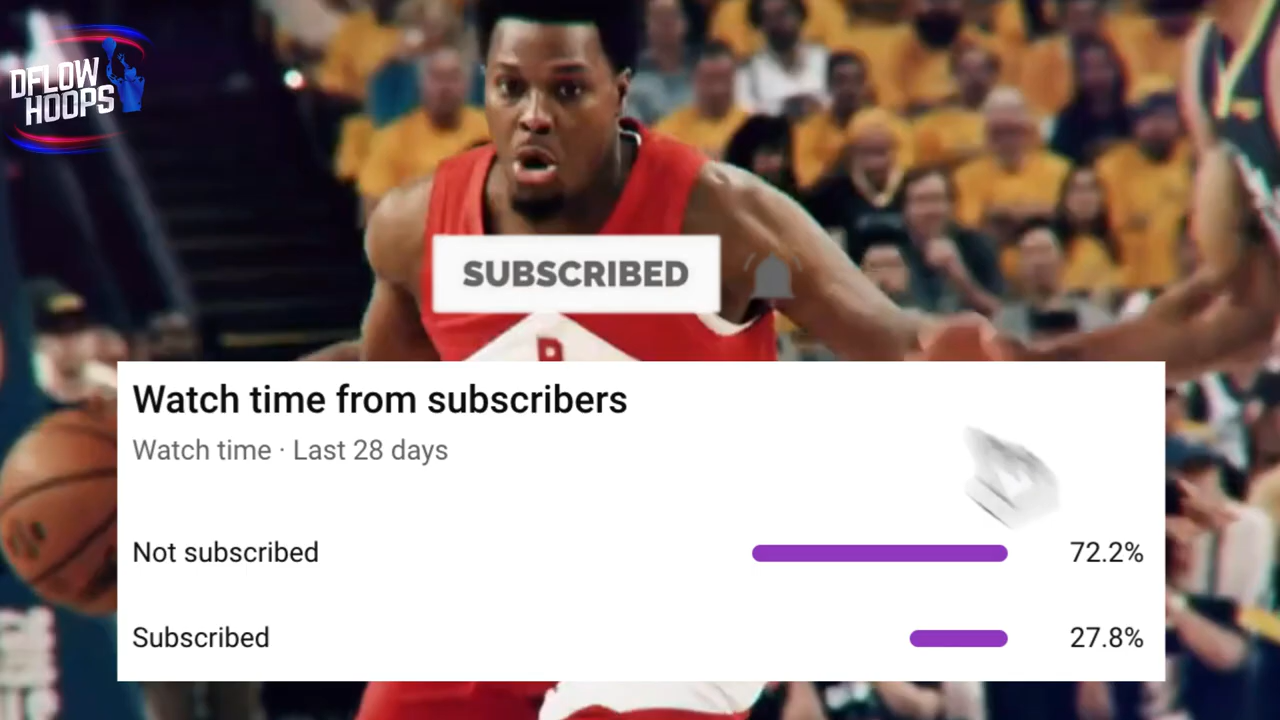 DFLOW
HOOPS
SUBSCRIBED
R
Watch time from subscribers
Watch time · Last 28 days
Not subscribed 72.2%
Subscribed 27.8%